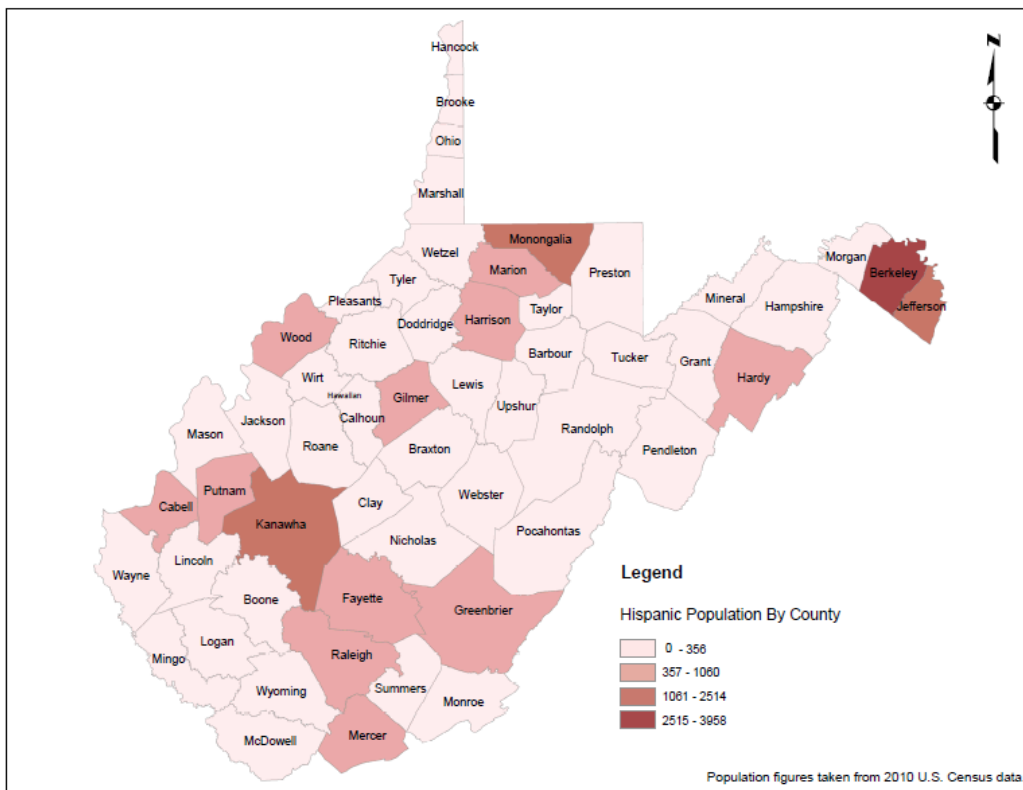 Hancock
N
Brooke
Ohio
Marshall
Monongalia
Wetzel
Marion
Preston
Morgan
Berkeley
Tyler
Pleasants
Mineral
Hampshire
Jefferson
Taylor
Doddridge
Harrison
Wood
Ritchie
Barbour
Tucker
Grant
Wirt
Lewis
Hardy
Hawaiian
Gilmer
Upshur
Calhoun
Jackson
Randolph
Mason
Roane
Braxton
Pendleton
Putnam
Webster
Clay
Cabell
Kanawha
Pocahontas
Nicholas
Lincoln
Wayne
Boone
Fayette
Greenbrier
Logan
Raleigh
Mingo
Summers
Wyoming
Monroe
Mercer
McDowell
Legend
Hispanic Population By County
0 - 356
357 - 1060
1061 - 2514
2515 - 3958
Population figures taken from 2010 U.S. Census data